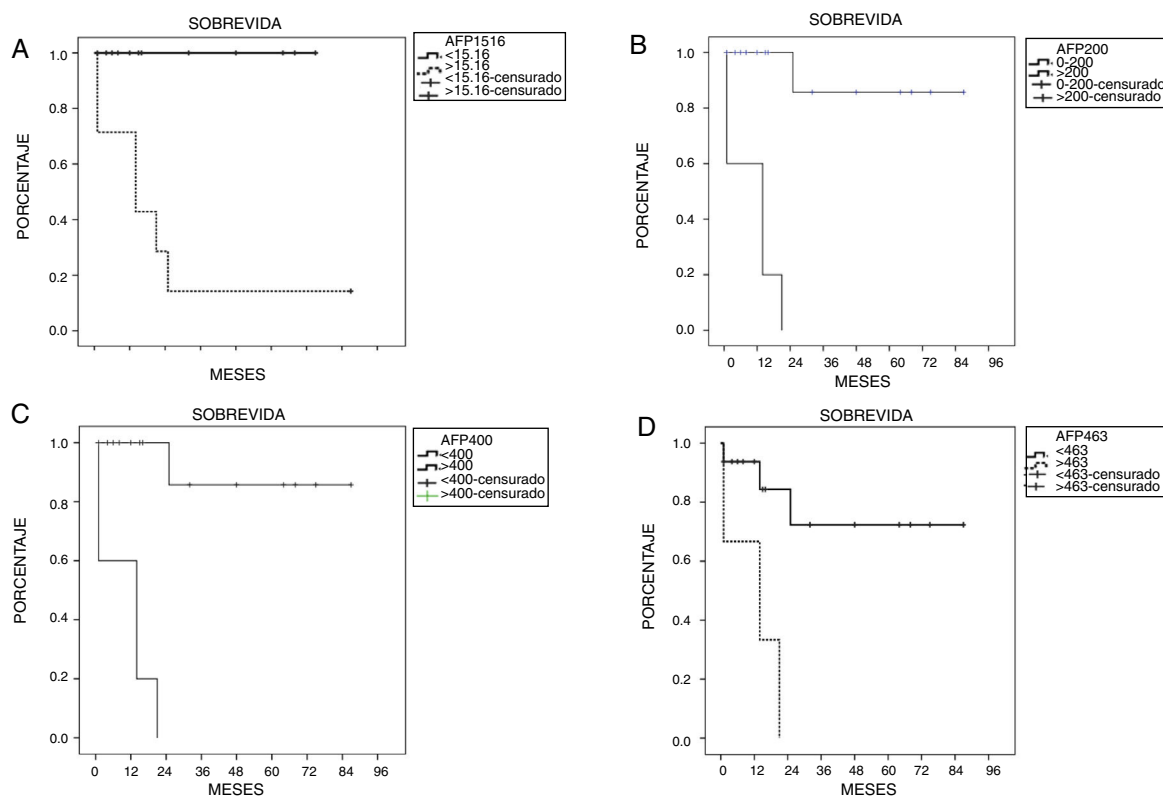 A
SOBREVIDA
PORCENTAJE
1.0
0.8
0.6
0.4
0.2
0.0
MESES
AFP1516
<15.16
>15.16
<15.16-censurado
>15.16-censurado
B
SOBREVIDA
PORCENTAJE
1.0
0.8
0.6
0.4
0.2
0.0
0 12 24 36 48 60 72 84 96
MESES
AFP200
0-200
>200
0-200-censurado
>200-censurado
C
SOBREVIDA
PORCENTAJE
1.0
0.8
0.6
0.4
0.2
0.0
0 12 24 36 48 60 72 84 96
MESES
AFP400
<400
>400
<400-censurado
>400-censurado
D
SOBREVIDA
PORCENTAJE
1.0
0.8
0.6
0.4
0.2
0.0
0 12 24 36 48 60 72 84 96
MESES
AFP463
<463
>463
<463-censurado
>463-censurado